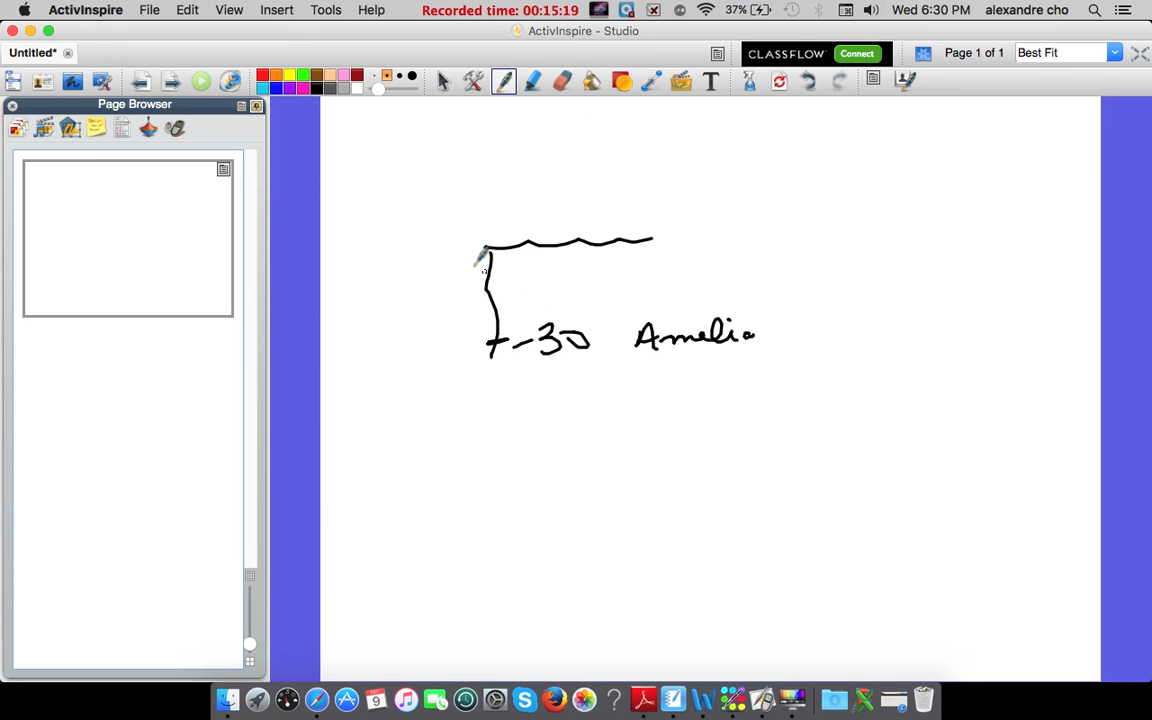 ActivInspire File Edit View Insert Tools Help Recorded time: 00:15:19 37% Wed 6:30 PM alexandre cho
ActivInspire - Studio
Untitled* CLASSFLOW Connect Page 1 of 1 Best Fit
T
Page Browser
-30 Amelia
9 W